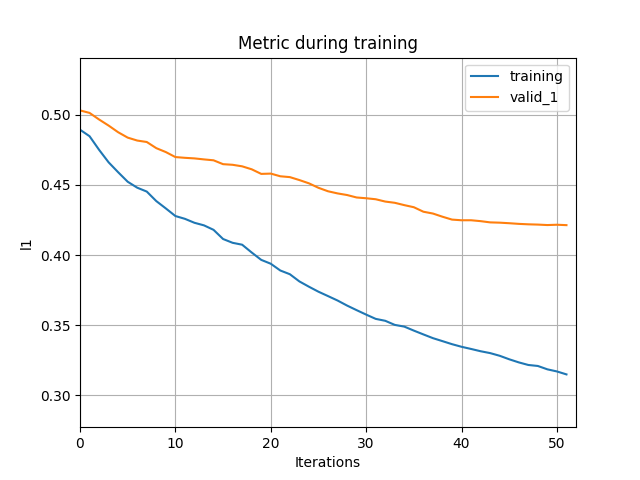 Metric during training
training
valid_1
0.50
0.45
0.40
0.35
0.30
l1
0 10 20 30 40 50
Iterations